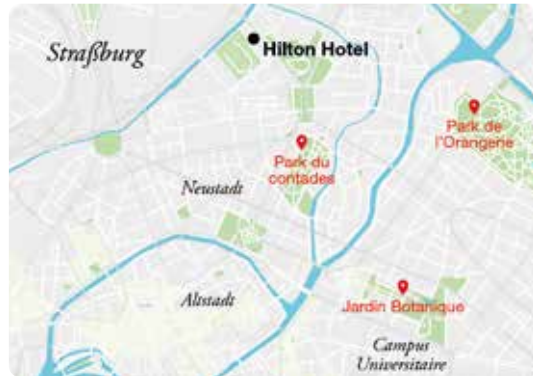 Straßburg
Hilton Hotel
Park de
l'Orangerie
Park du
contades
Neustadt
Altstadt
Jardin Botanique
Campus
Universitaire